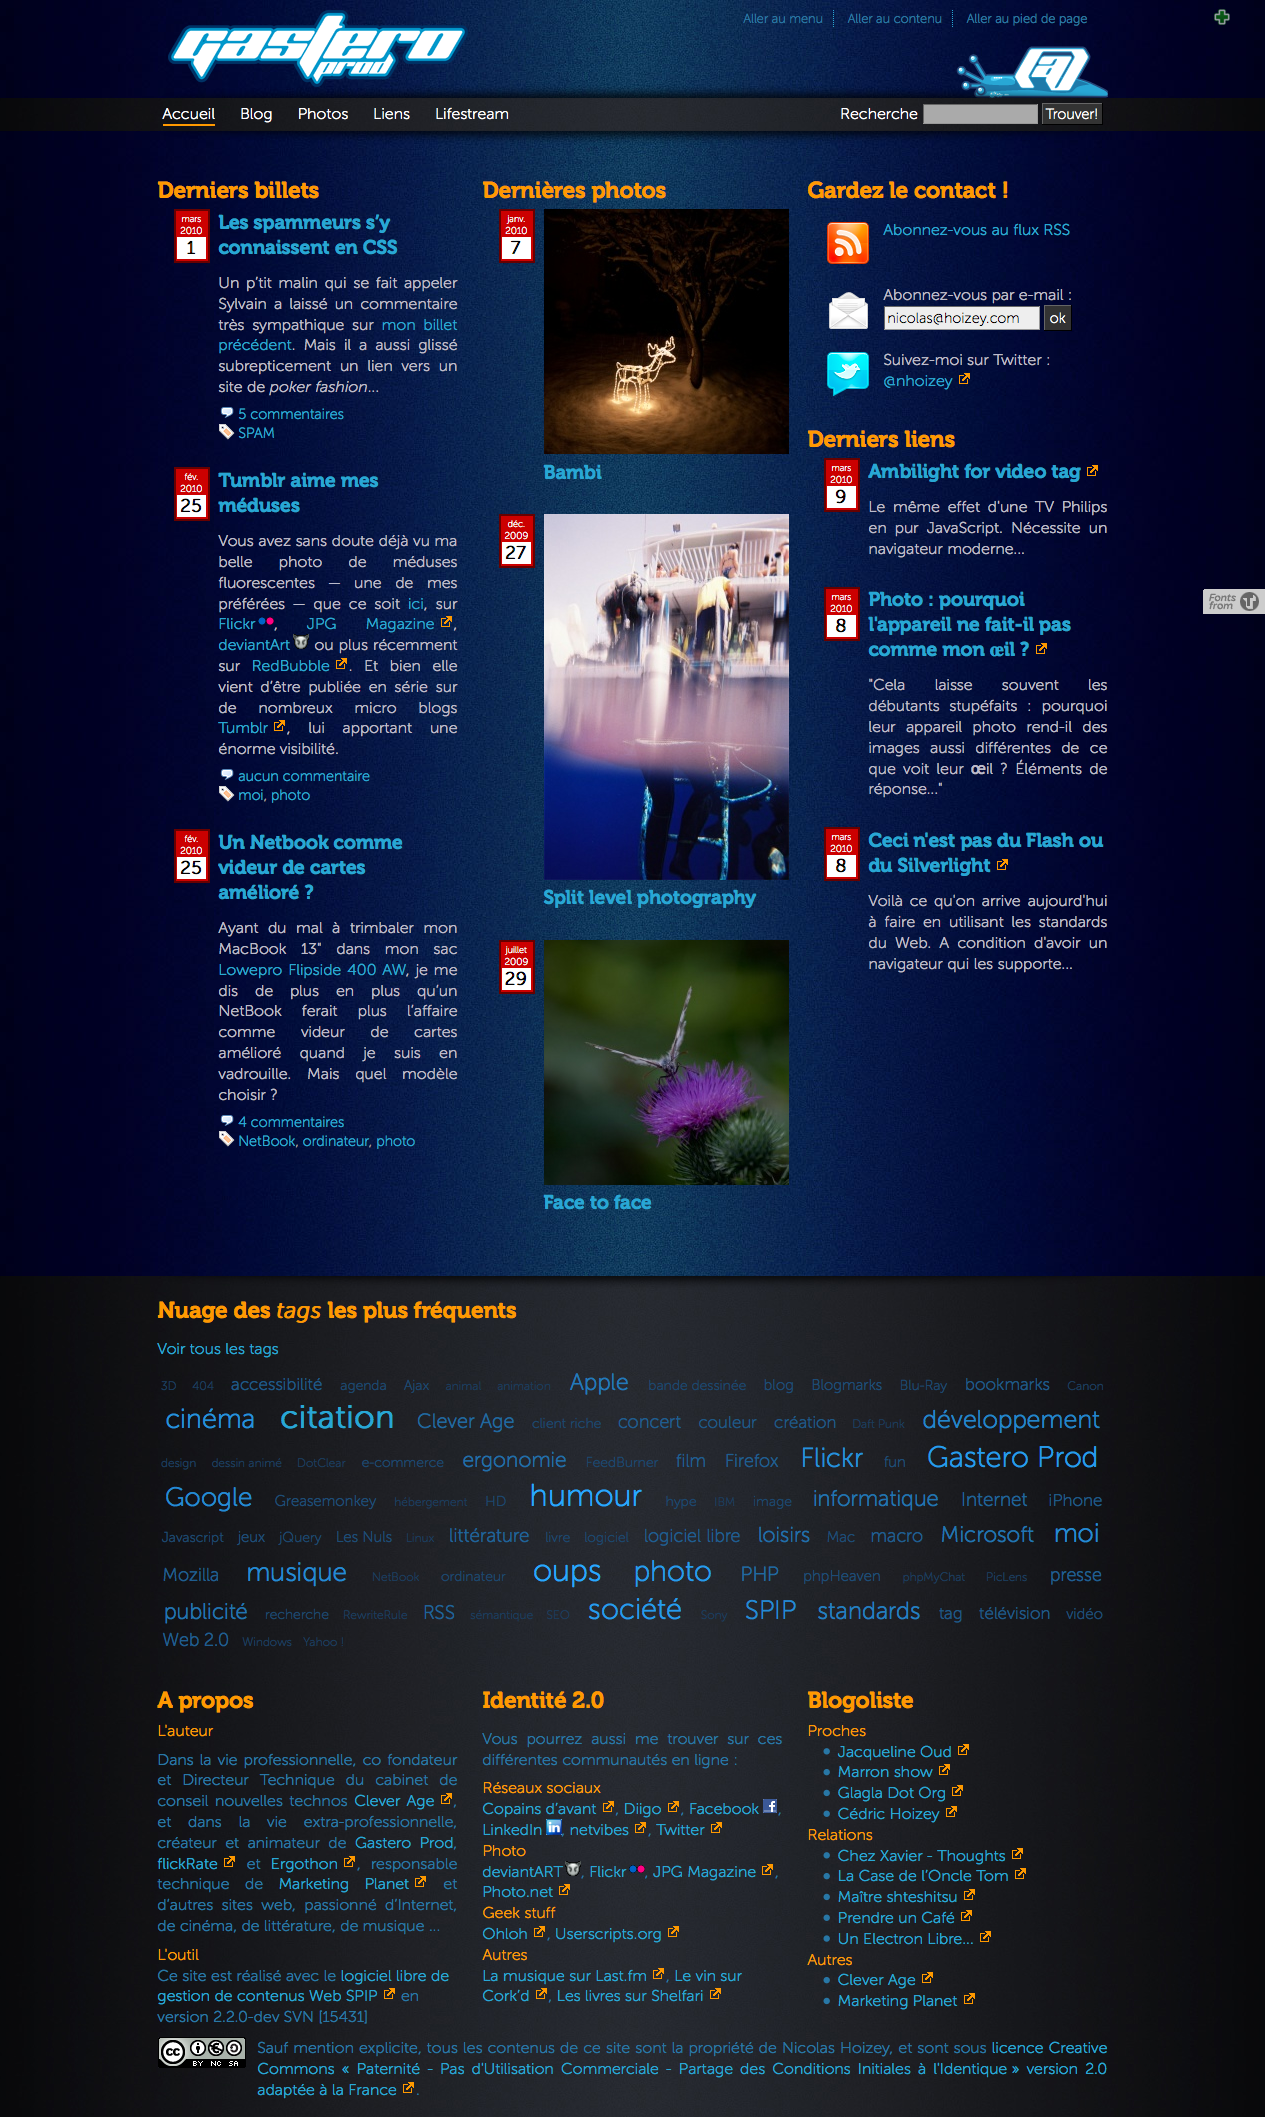 gastero
prod
Aller au menu
Aller au contenu
Aller au pied de page
Accueil
Blog
Photos
Liens
Lifestream
Recherche
Trouver!
Derniers billets
mars
2010
1
Les spammeurs s’y
connaissent en CSS
Un p’tit malin qui se fait appeler
Sylvain a laissé un commentaire
très sympathique sur mon billet
précédent. Mais il a aussi glissé
subrepticement un lien vers un
site de poker fashion...
5 commentaires
SPAM
fév.
2010
25
Tumblr aime mes
méduses
Vous avez sans doute déjà vu ma
belle photo de méduses
fluorescentes — une de mes
préférées — que ce soit ici, sur
Flickr, JPG Magazine,
deviantArt ou plus récemment
sur RedBubble. Et bien elle
vient d’être publiée en série sur
de nombreux micro blogs
Tumblr, lui apportant une
énorme visibilité.
aucun commentaire
moi, photo
fév.
2010
25
Un Netbook comme
videur de cartes
amélioré ?
Ayant du mal à trimbaler mon
MacBook 13" dans mon sac
Lowepro Flipside 400 AW, je me
dis de plus en plus qu’un
NetBook ferait plus l’affaire
comme videur de cartes
amélioré quand je suis en
vadrouille. Mais quel modèle
choisir ?
4 commentaires
NetBook, ordinateur, photo
Dernières photos
janv.
2010
7
Bambi
déc.
2009
27
Split level photography
juillet
2009
29
Face to face
Gardez le contact !
Abonnez-vous au flux RSS
Abonnez-vous par e-mail :
nicolas@hoizey.com
ok
Suivez-moi sur Twitter :
@nhoizey
Derniers liens
mars
2010
9
Ambilight for video tag
Le même effet d'une TV Philips
en pur JavaScript. Nécessite un
navigateur moderne...
mars
2010
8
Photo : pourquoi
l'appareil ne fait-il pas
comme mon œil ?
"Cela laisse souvent les
débutants stupéfaits : pourquoi
leur appareil photo rend-il des
images aussi différentes de ce
que voit leur œil ? Éléments de
réponse..."
mars
2010
8
Ceci n'est pas du Flash ou
du Silverlight
Voilà ce qu'on arrive aujourd'hui
à faire en utilisant les standards
du Web. A condition d'avoir un
navigateur qui les supporte...
Fonts
from
Nuage des tags les plus fréquents
Voir tous les tags
3D 404 accessibilité agenda Ajax animal animation Apple bande dessinée blog Blogmarks Blu-Ray bookmarks Canon
cinéma citation Clever Age client riche concert couleur création Daft Punk développement
design dessin animé DotClear e-commerce ergonomie FeedBurner film Firefox Flickr fun Gastero Prod
Google Greasemonkey hébergement HD humour hype IBM image informatique Internet iPhone
Javascript jeux jQuery Les Nuls Linux littérature livre logiciel logiciel libre loisirs Mac macro Microsoft moi
Mozilla musique NetBook ordinateur oups photo PHP phpHeaven phpMyChat PicLens presse
publicité recherche RewriteRule RSS sémantique SEO société Sony SPIP standards tag télévision vidéo
Web 2.0 Windows Yahoo !
A propos
L'auteur
Dans la vie professionnelle, co fondateur
et Directeur Technique du cabinet de
conseil nouvelles technos Clever Age,
et dans la vie extra-professionnelle,
créateur et animateur de Gastero Prod,
flickRate et Ergothon, responsable
technique de Marketing Planet et
d’autres sites web, passionné d’Internet,
de cinéma, de littérature, de musique ...
L'outil
Ce site est réalisé avec le logiciel libre de
gestion de contenus Web SPIP en
version 2.2.0-dev SVN [15431]
Identité 2.0
Vous pourrez aussi me trouver sur ces
différentes communautés en ligne :
Réseaux sociaux
Copains d’avant, Diigo, Facebook,
LinkedIn, netvibes, Twitter
Photo
deviantART, Flickr, JPG Magazine,
Photo.net
Geek stuff
Ohloh, Userscripts.org
Autres
La musique sur Last.fm, Le vin sur
Cork’d, Les livres sur Shelfari
Blogoliste
Proches
Jacqueline Oud
Marron show
Glagla Dot Org
Cédric Hoizey
Relations
Chez Xavier - Thoughts
La Case de l’Oncle Tom
Maître shteshitsu
Prendre un Café
Un Electron Libre...
Autres
Clever Age
Marketing Planet
BY NC SA
Sauf mention explicite, tous les contenus de ce site sont la propriété de Nicolas Hoizey, et sont sous licence Creative
Commons « Paternité - Pas d'Utilisation Commerciale - Partage des Conditions Initiales à l'Identique » version 2.0
adaptée à la France.